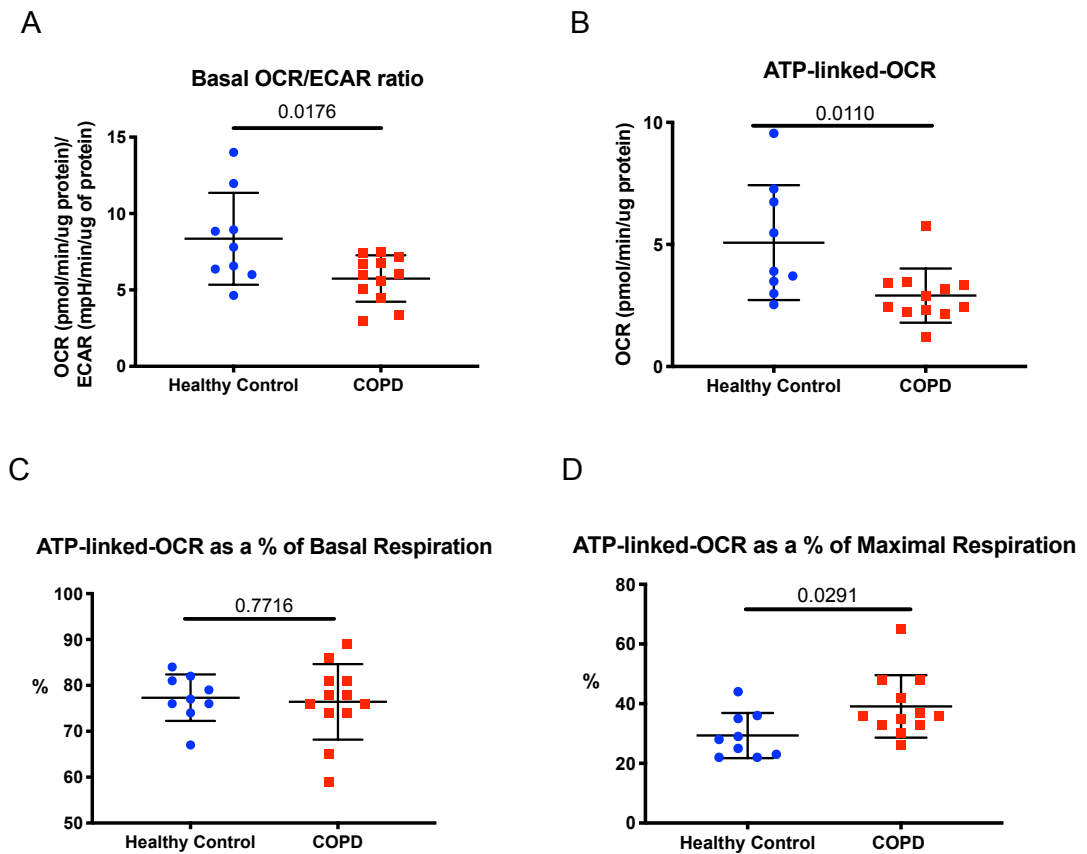 A
Basal OCR/ECAR ratio
0.0176
OCR (pmol/min/ug protein)/
ECAR (mpH/min/ug of protein)
15
10
5
0
Healthy Control
COPD
B
ATP-linked-OCR
0.0110
OCR (pmol/min/ug protein)
10
5
0
Healthy Control
COPD
C
ATP-linked-OCR as a % of Basal Respiration
0.7716
%
100
90
80
70
60
50
Healthy Control
COPD
D
ATP-linked-OCR as a % of Maximal Respiration
0.0291
%
80
60
40
20
0
Healthy Control
COPD